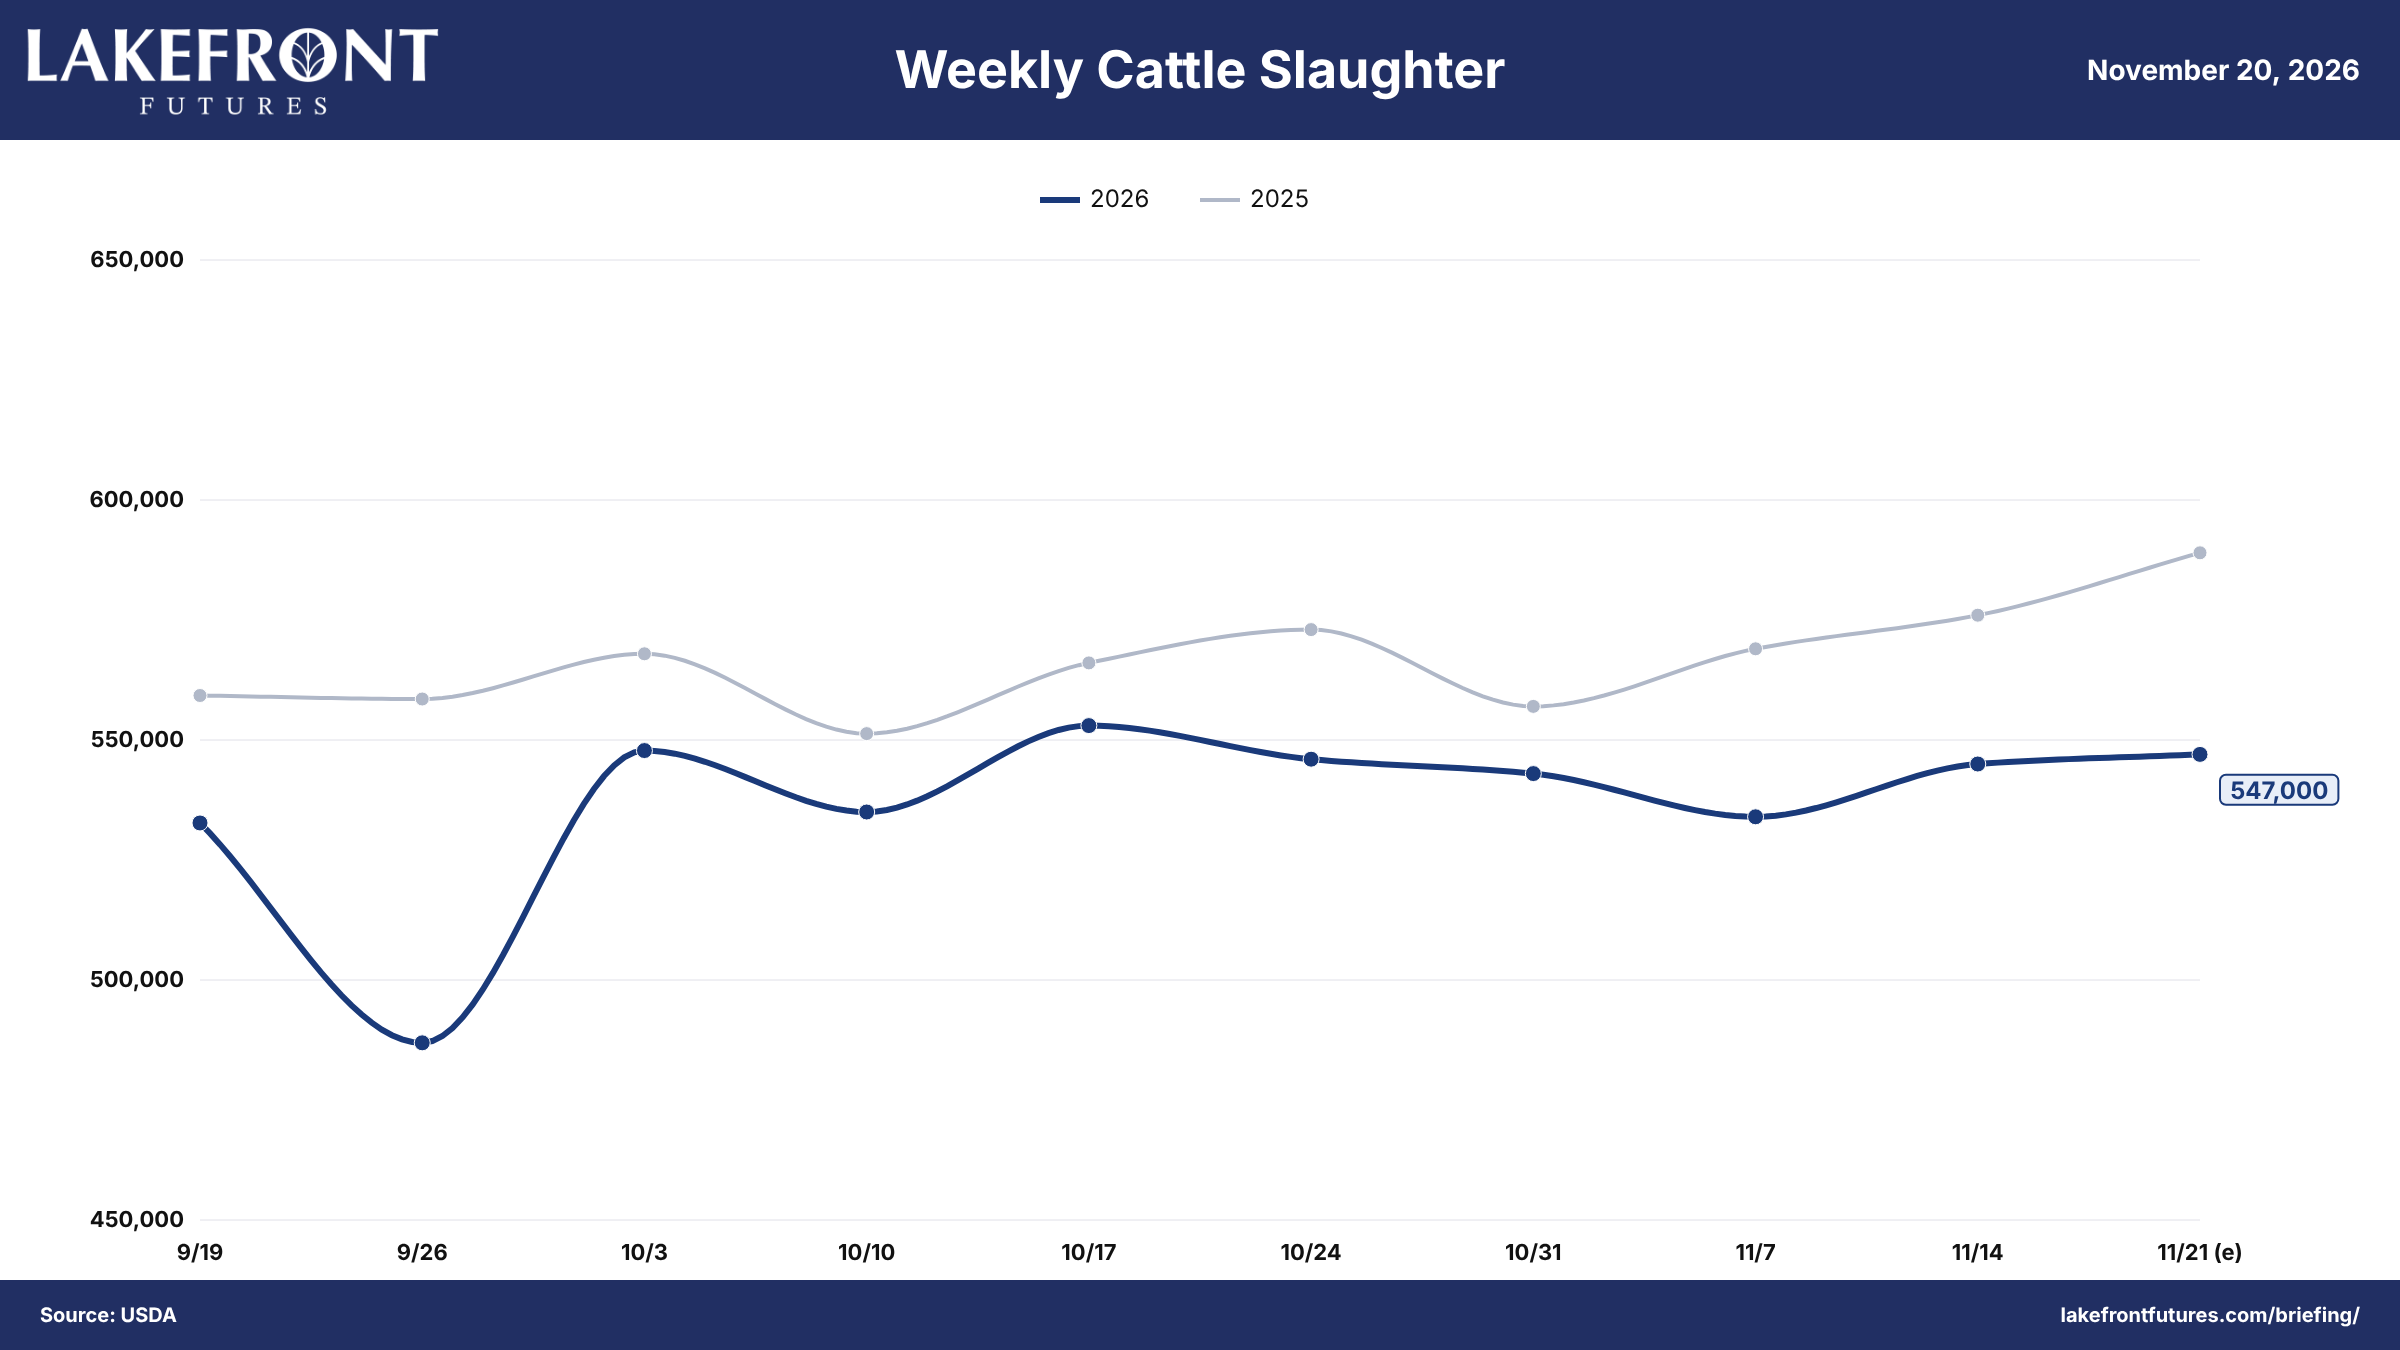 LAKEFRONT
FUTURES
Weekly Cattle Slaughter
November 20, 2026
2026
2025
650,000
600,000
550,000
500,000
450,000
547,000
9/19
9/26
10/3
10/10
10/17
10/24
10/31
11/7
11/14
11/21 (e)
Source: USDA
lakefrontfutures.com/briefing/